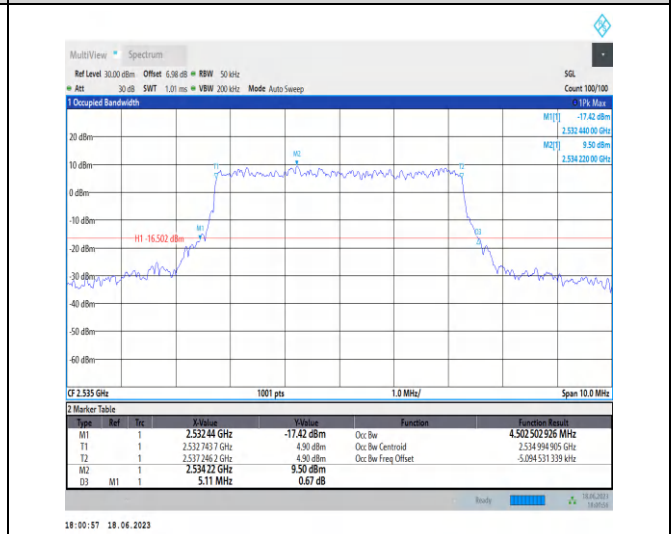 MultiView Spectrum
Ref Level 30.00 dBm Offset 6.98 dB RBW 50 kHz SGL
Att 30 dB SWT 1.01 ms VBW 200 kHz Mode Auto Sweep Count 100/100
1 Occupied Bandwidth 1Pk Max
M1[1] -17.42 dBm
2.532 440 00 GHz
M2[1] 9.50 dBm
2.534 220 00 GHz
20 dBm
M2
10 dBm
T1 T2
0 dBm
-10 dBm
M1 D3
H1 -16.502 dBm
-20 dBm
-30 dBm
-40 dBm
-50 dBm
-60 dBm
CF 2.535 GHz 1001 pts 1.0 MHz/ Span 10.0 MHz
2 Marker Table
Type Ref Trc X-Value Y-Value Function Function Result
M1 1 2.532 44 GHz -17.42 dBm Occ Bw 4.502 502 926 MHz
T1 1 2.532 743 7 GHz 4.90 dBm Occ Bw Centroid 2.534 994 905 GHz
T2 1 2.537 246 2 GHz 4.90 dBm Occ Bw Freq Offset -5.094 531 339 kHz
M2 1 2.534 22 GHz 9.50 dBm
D3 M1 1 5.11 MHz 0.67 dB
Ready 18.06.2023
18:00:57 18.06.2023